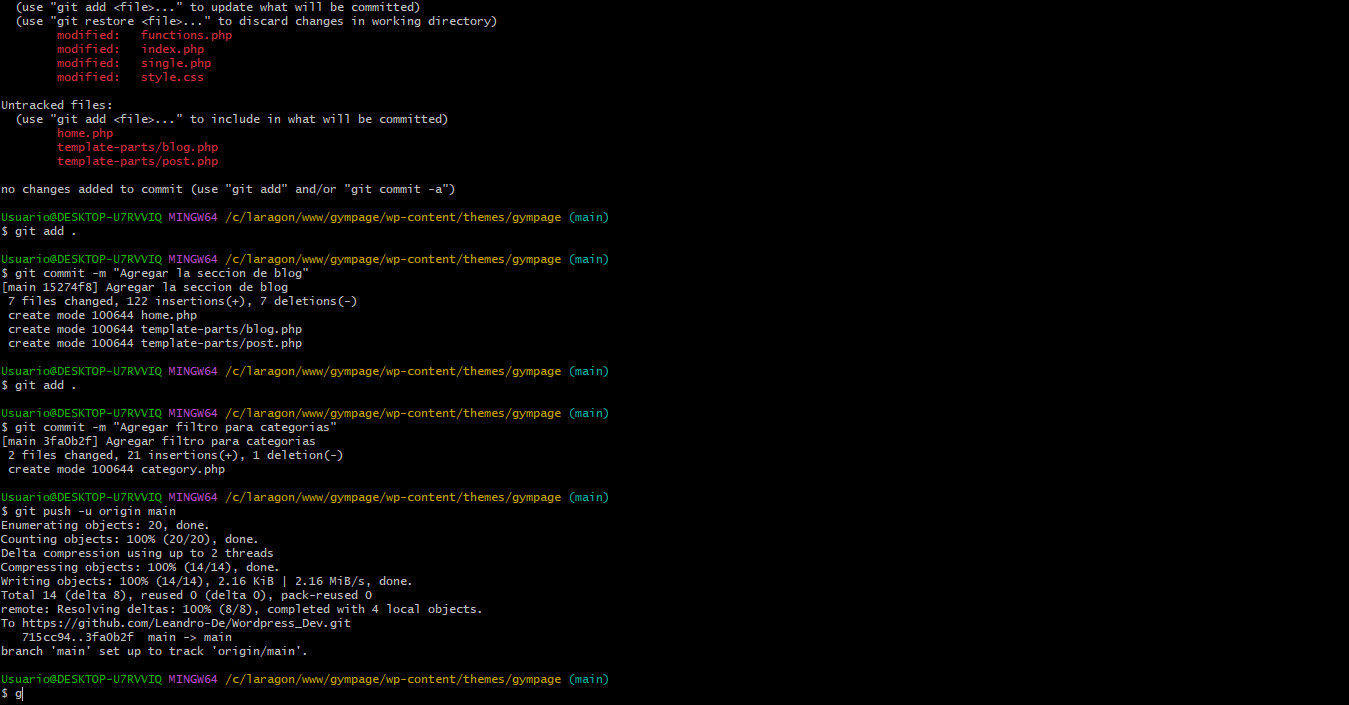 (use "git add <file>..." to update what will be committed)
(use "git restore <file>..." to discard changes in working directory)
modified: functions.php
modified: index.php
modified: single.php
modified: style.css
Untracked files:
(use "git add <file>..." to include in what will be committed)
home.php
template-parts/blog.php
template-parts/post.php
no changes added to commit (use "git add" and/or "git commit -a")
Usuario@DESKTOP-U7RVVIQ MINGW64 /c/laragon/www/gympage/wp-content/themes/gympage (main)
$ git add .
Usuario@DESKTOP-U7RVVIQ MINGW64 /c/laragon/www/gympage/wp-content/themes/gympage (main)
$ git commit -m "Agregar la seccion de blog"
[main 15274f8] Agregar la seccion de blog
7 files changed, 122 insertions(+), 7 deletions(-)
create mode 100644 home.php
create mode 100644 template-parts/blog.php
create mode 100644 template-parts/post.php
Usuario@DESKTOP-U7RVVIQ MINGW64 /c/laragon/www/gympage/wp-content/themes/gympage (main)
$ git add .
Usuario@DESKTOP-U7RVVIQ MINGW64 /c/laragon/www/gympage/wp-content/themes/gympage (main)
$ git commit -m "Agregar filtro para categorias"
[main 3fa0b2f] Agregar filtro para categorias
2 files changed, 21 insertions(+), 1 deletion(-)
create mode 100644 category.php
Usuario@DESKTOP-U7RVVIQ MINGW64 /c/laragon/www/gympage/wp-content/themes/gympage (main)
$ git push -u origin main
Enumerating objects: 20, done.
Counting objects: 100% (20/20), done.
Delta compression using up to 2 threads
Compressing objects: 100% (14/14), done.
Writing objects: 100% (14/14), 2.16 KiB | 2.16 MiB/s, done.
Total 14 (delta 8), reused 0 (delta 0), pack-reused 0
remote: Resolving deltas: 100% (8/8), completed with 4 local objects.
To https://github.com/Leandro-De/Wordpress_Dev.git
715cc94..3fa0b2f main -> main
branch 'main' set up to track 'origin/main'.
Usuario@DESKTOP-U7RVVIQ MINGW64 /c/laragon/www/gympage/wp-content/themes/gympage (main)
$ g